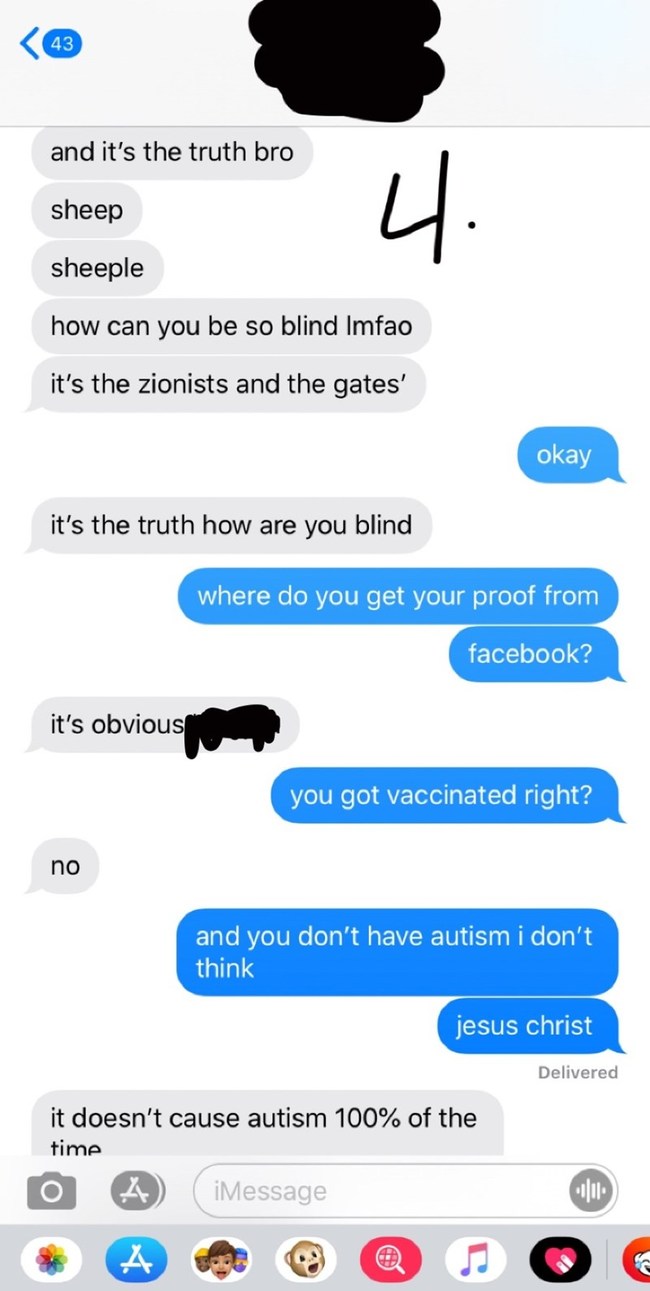 43
and it's the truth bro
4.
sheep
sheeple
how can you be so blind lmfao
it's the zionists and the gates'
okay
it's the truth how are you blind
where do you get your proof from
facebook?
it's obvious
you got vaccinated right?
no
and you don't have autism i don't
think
jesus christ
Delivered
it doesn't cause autism 100% of the
time
iMessage